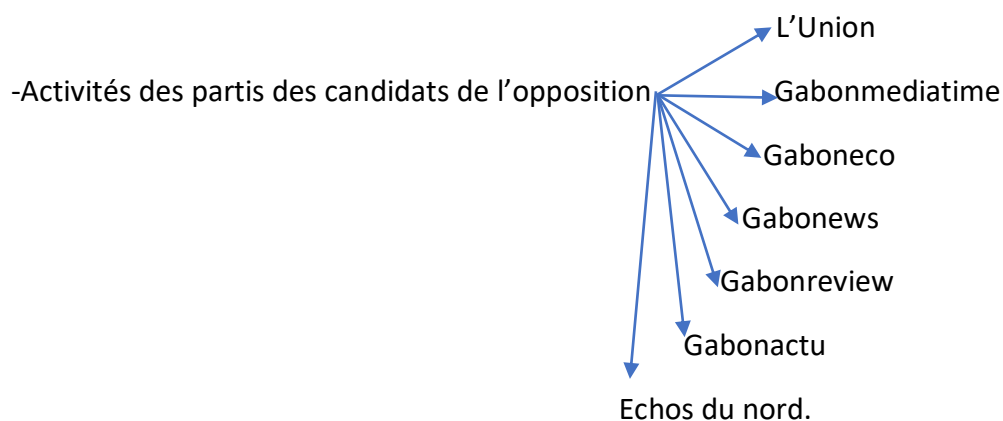 L’Union
-Activités des partis des candidats de l’opposition
Gabonmediatime
Gaboneco
Gabonews
Gabonreview
Gabonactu
Echos du nord.